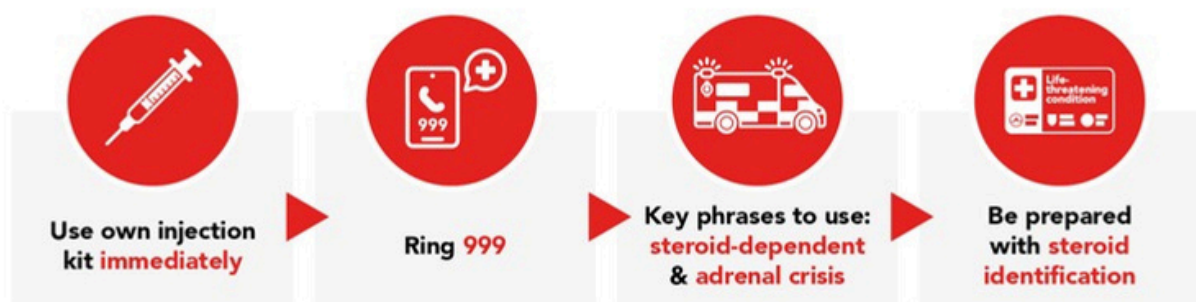 Use own injection
kit immediately
999
Ring 999
Key phrases to use:
steroid-dependent
& adrenal crisis
Life-
threatening
condition
Be prepared
with steroid
identification